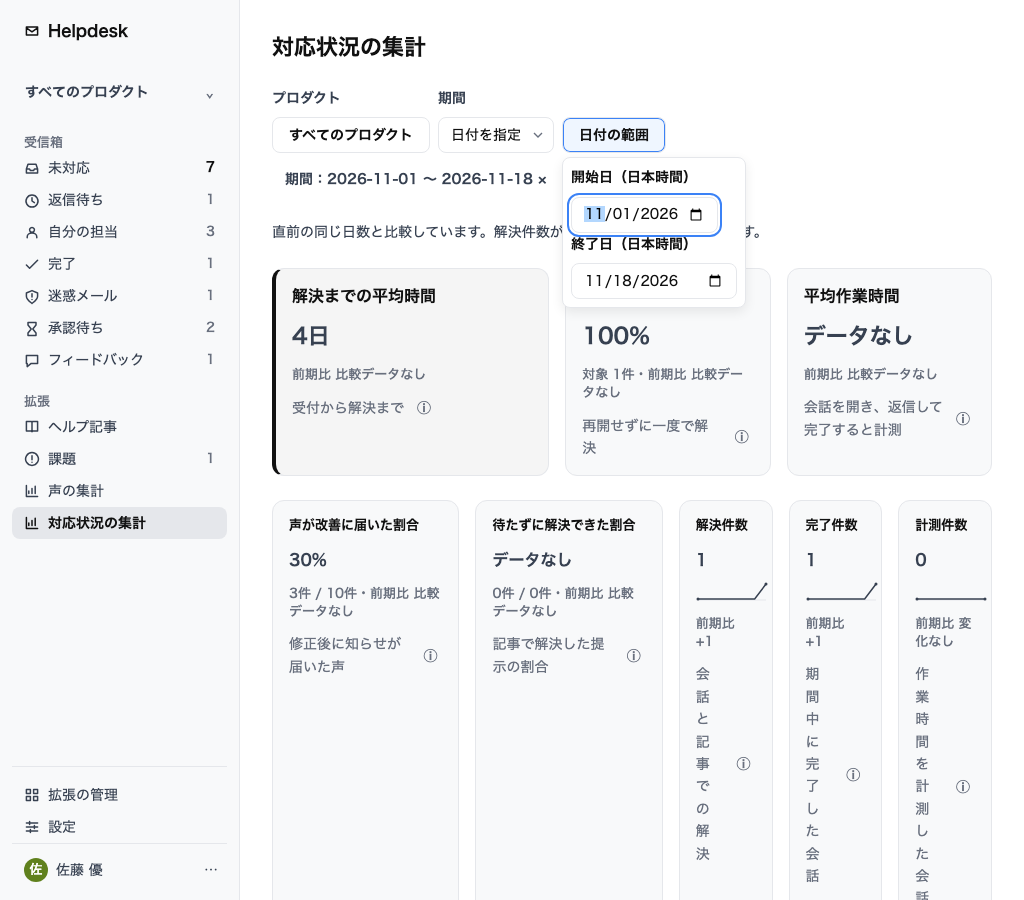 Helpdesk
すべてのプロダクト
受信箱
未対応 7
返信待ち 1
自分の担当 3
完了 1
迷惑メール 1
承認待ち 2
フィードバック 1
拡張
ヘルプ記事
課題 1
声の集計
対応状況の集計
拡張の管理
設定
佐 佐藤 優 …
対応状況の集計
プロダクト
期間
すべてのプロダクト
日付を指定
日付の範囲
期間：2026-11-01 〜 2026-11-18 ×
開始日（日本時間）
11/01/2026
終了日（日本時間）
11/18/2026
直前の同じ日数と比較しています。解決件数が
す。
解決までの平均時間
4日
前期比 比較データなし
受付から解決まで
100%
対象 1件・前期比 比較デー
タなし
再開せずに一度で解
決
平均作業時間
データなし
前期比 比較データなし
会話を開き、返信して
完了すると計測
声が改善に届いた割合
30%
3件 / 10件・前期比 比較
データなし
修正後に知らせが
届いた声
待たずに解決できた割合
データなし
0件 / 0件・前期比 比較
データなし
記事で解決した提
示の割合
解決件数
1
前期比
+1
会
話
と
記
事
で
の
解
決
完了件数
1
前期比
+1
期
間
中
に
完
了
し
た
会
話
計測件数
0
前期比 変
化なし
作
業
時
間
を
計
測
し
た
会
話